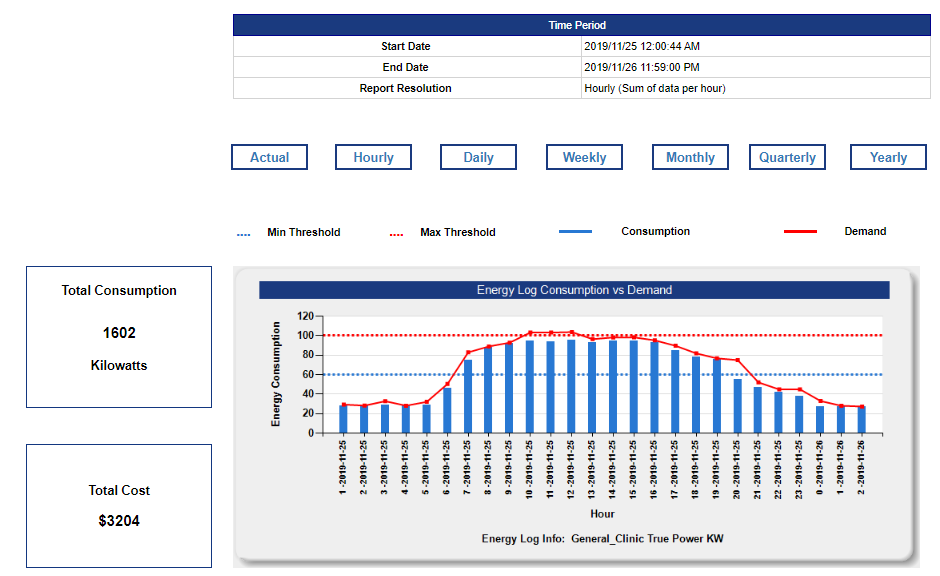 Time Period
Start Date 2019/11/25 12:00:44 AM
End Date 2019/11/26 11:59:00 PM
Report Resolution Hourly (Sum of data per hour)
Actual Hourly Daily Weekly Monthly Quarterly Yearly
Min Threshold Max Threshold Consumption Demand
Total Consumption
1602
Kilowatts
Total Cost
$3204
Energy Log Consumption vs Demand
Energy Consumption
120
100
80
60
40
20
0
1 -2019-11-25
2 -2019-11-25
3 -2019-11-25
4 -2019-11-25
5 -2019-11-25
6 -2019-11-25
7 -2019-11-25
8 -2019-11-25
9 -2019-11-25
10 -2019-11-25
11 -2019-11-25
12 -2019-11-25
13 -2019-11-25
14 -2019-11-25
15 -2019-11-25
16 -2019-11-25
17 -2019-11-25
18 -2019-11-25
19 -2019-11-25
20 -2019-11-25
21 -2019-11-25
22 -2019-11-25
23 -2019-11-25
0 -2019-11-26
1 -2019-11-26
2 -2019-11-26
Hour
Energy Log Info: General_Clinic True Power KW